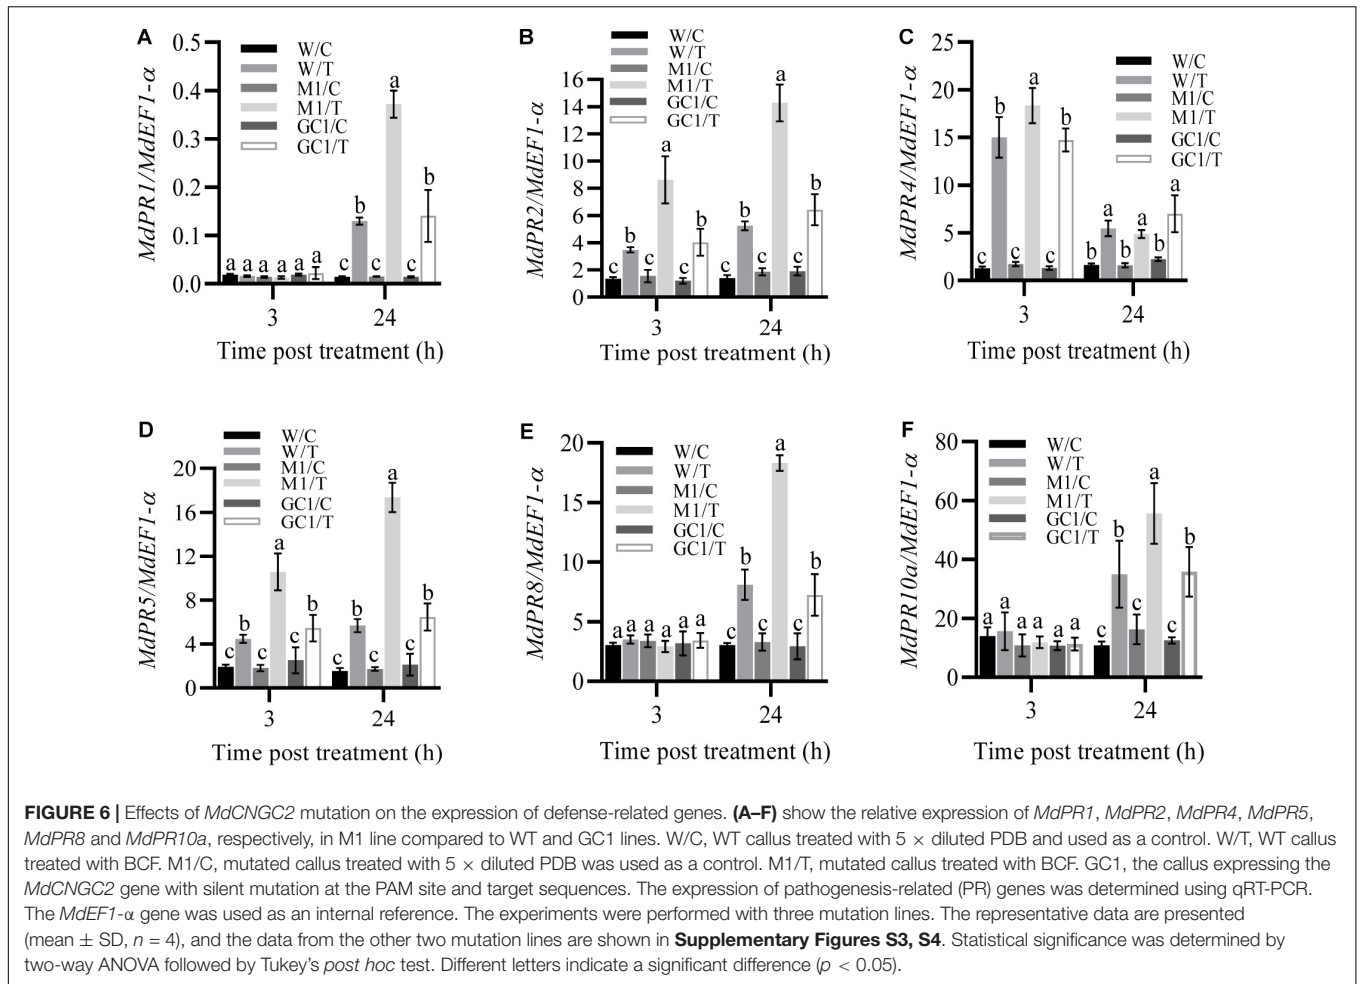 A
0.5
0.4
0.3
0.2
0.1
0.0
MdPR1/MdEF1-α
W/C
W/T
M1/C
M1/T
GC1/C
GC1/T
a a a a a a
c b c a c b
3 24
Time post treatment (h)
B
16
14
12
10
8
6
4
2
0
MdPR2/MdEF1-α
W/C
W/T
M1/C
M1/T
GC1/C
GC1/T
c b c a c b
c b c a c b
3 24
Time post treatment (h)
C
25
20
15
10
5
0
MdPR4/MdEF1-α
W/C
W/T
M1/C
M1/T
GC1/C
GC1/T
c b c a c b
b a b a b a
3 24
Time post treatment (h)
D
20
16
12
8
4
0
MdPR5/MdEF1-α
W/C
W/T
M1/C
M1/T
GC1/C
GC1/T
c b c a c b
c b c a c b
3 24
Time post treatment (h)
E
20
15
10
5
0
MdPR8/MdEF1-α
W/C
W/T
M1/C
M1/T
GC1/C
GC1/T
a a a a a a
c b c a c b
3 24
Time post treatment (h)
F
80
60
40
20
0
MdPR10a/MdEF1-α
W/C
W/T
M1/C
M1/T
GC1/C
GC1/T
a a a a a a
c b c a c b
3 24
Time post treatment (h)
FIGURE 6 | Effects of MdCNGC2 mutation on the expression of defense-related genes. (A–F) show the relative expression of MdPR1, MdPR2, MdPR4, MdPR5,
MdPR8 and MdPR10a, respectively, in M1 line compared to WT and GC1 lines. W/C, WT callus treated with 5 × diluted PDB and used as a control. W/T, WT callus
treated with BCF. M1/C, mutated callus treated with 5 × diluted PDB was used as a control. M1/T, mutated callus treated with BCF. GC1, the callus expressing the
MdCNGC2 gene with silent mutation at the PAM site and target sequences. The expression of pathogenesis-related (PR) genes was determined using qRT-PCR.
The MdEF1-α gene was used as an internal reference. The experiments were performed with three mutation lines. The representative data are presented
(mean ± SD, n = 4), and the data from the other two mutation lines are shown in Supplementary Figures S3, S4. Statistical significance was determined by
two-way ANOVA followed by Tukey's post hoc test. Different letters indicate a significant difference (p < 0.05).